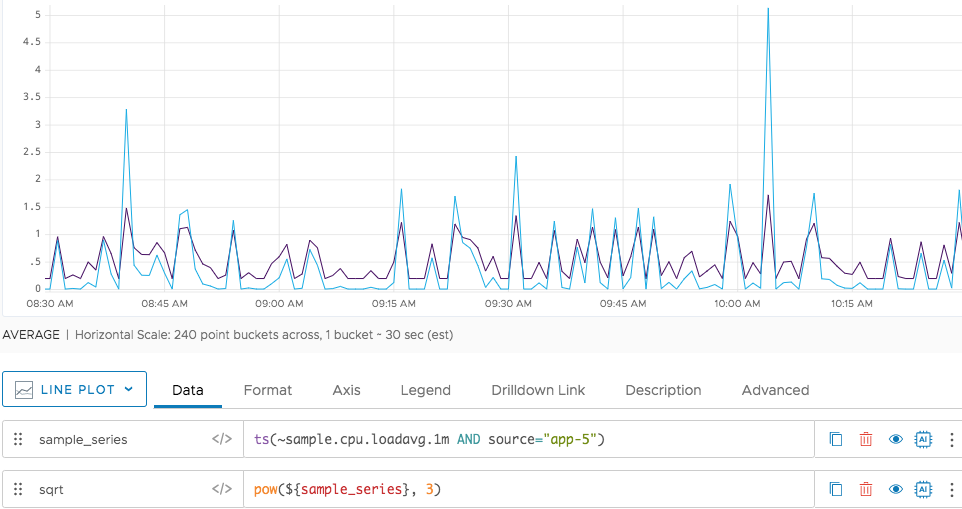 5
4.5
4
3.5
3
2.5
2
1.5
1
.5
0
08:30 AM 08:45 AM 09:00 AM 09:15 AM 09:30 AM 09:45 AM 10:00 AM 10:15 AM
AVERAGE | Horizontal Scale: 240 point buckets across, 1 bucket ~ 30 sec (est)
LINE PLOT Data Format Axis Legend Drilldown Link Description Advanced
sample_series </> ts(~sample.cpu.loadavg.1m AND source="app-5") AI
sqrt </> pow(${sample_series}, 3) AI